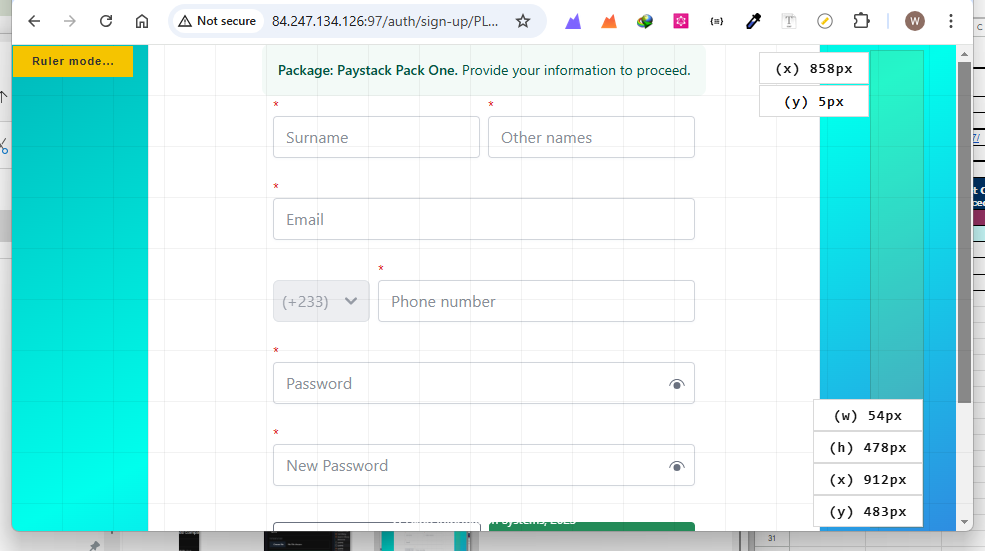 Not secure 84.247.134.126:97/auth/sign-up/PL...
W
Ruler mode...
Package: Paystack Pack One. Provide your information to proceed.
(x) 858px
(y) 5px
*
*
Surname
Other names
*
Email
*
(+233)
Phone number
*
Password
*
New Password
(w) 54px
(h) 478px
(x) 912px
(y) 483px
31